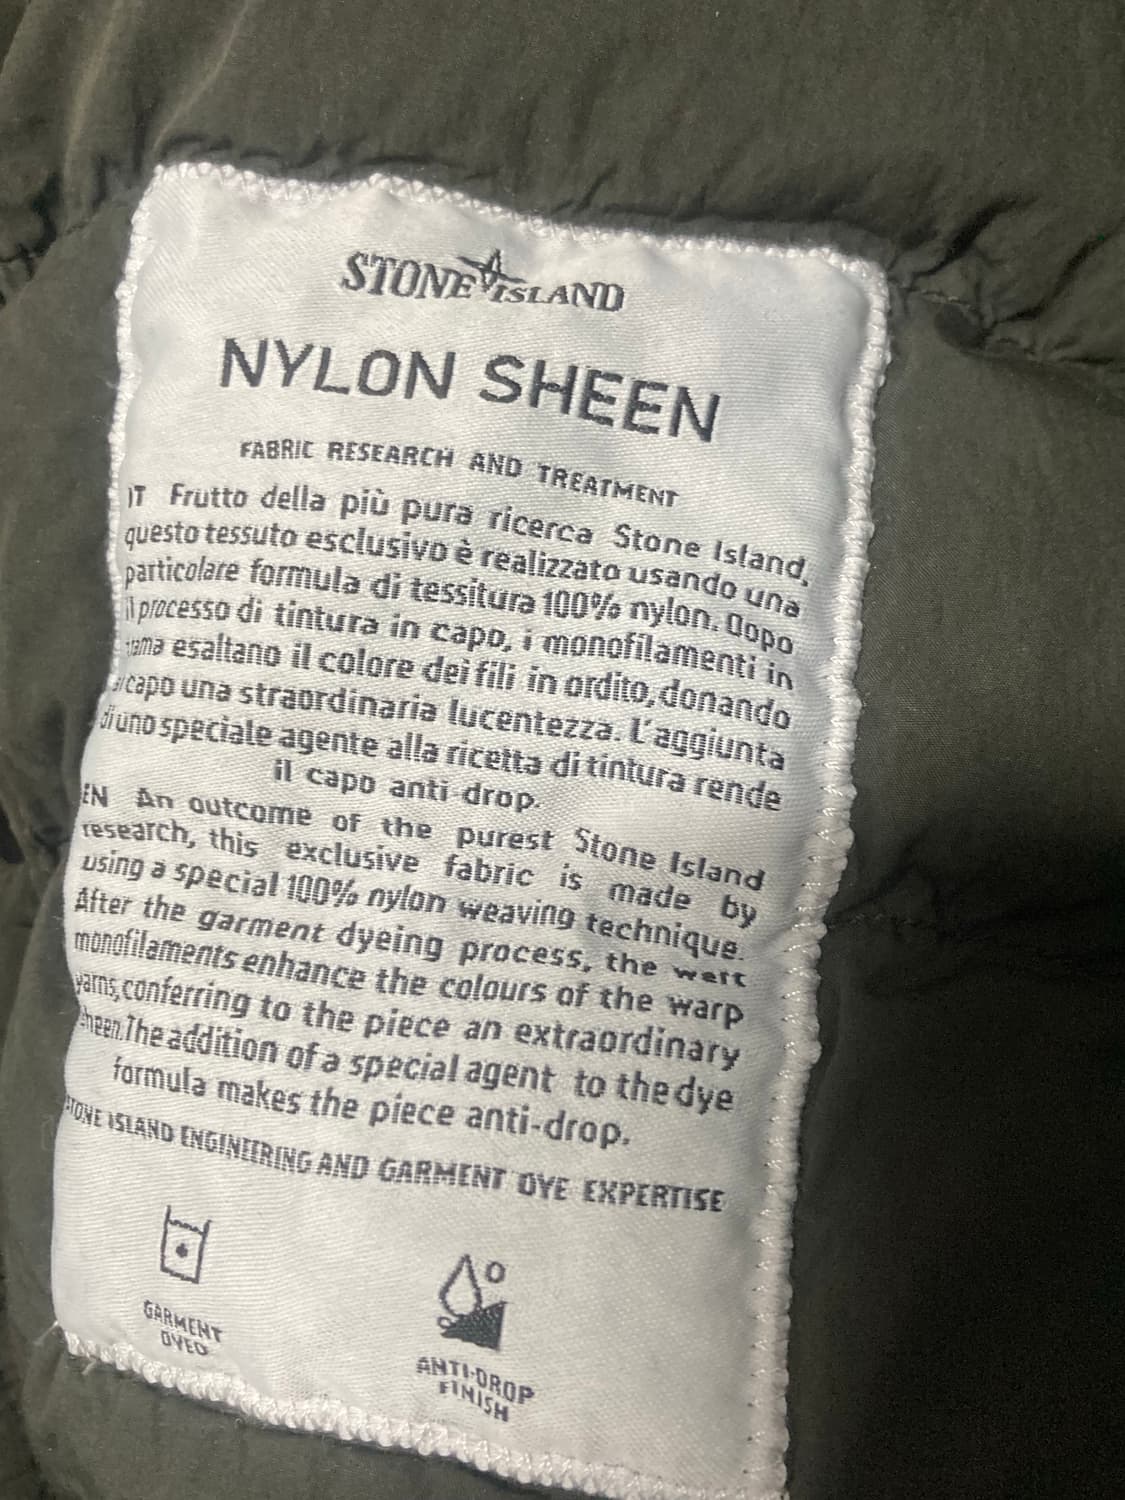 STONE ISLAND
NYLON SHEEN
FABRIC RESEARCH AND TREATMENT
IT Frutto della più pura ricerca Stone Island,
questo tessuto esclusivo è realizzato usando una
particolare formula di tessitura 100% nylon. Dopo
il processo di tintura in capo, i monofilamenti in
trama esaltano il colore dei fili in ordito, donando
al capo una straordinaria lucentezza. L'aggiunta
di uno speciale agente alla ricetta di tintura rende
il capo anti-drop.
EN An outcome of the purest Stone Island
research, this exclusive fabric is made by
using a special 100% nylon weaving technique.
After the garment dyeing process, the weft
monofilaments enhance the colours of the warp
yarns, conferring to the piece an extraordinary
sheen. The addition of a special agent to the dye
formula makes the piece anti-drop.
STONE ISLAND ENGINEERING AND GARMENT DYE EXPERTISE
GARMENT
DYED
ANTI-DROP
FINISH